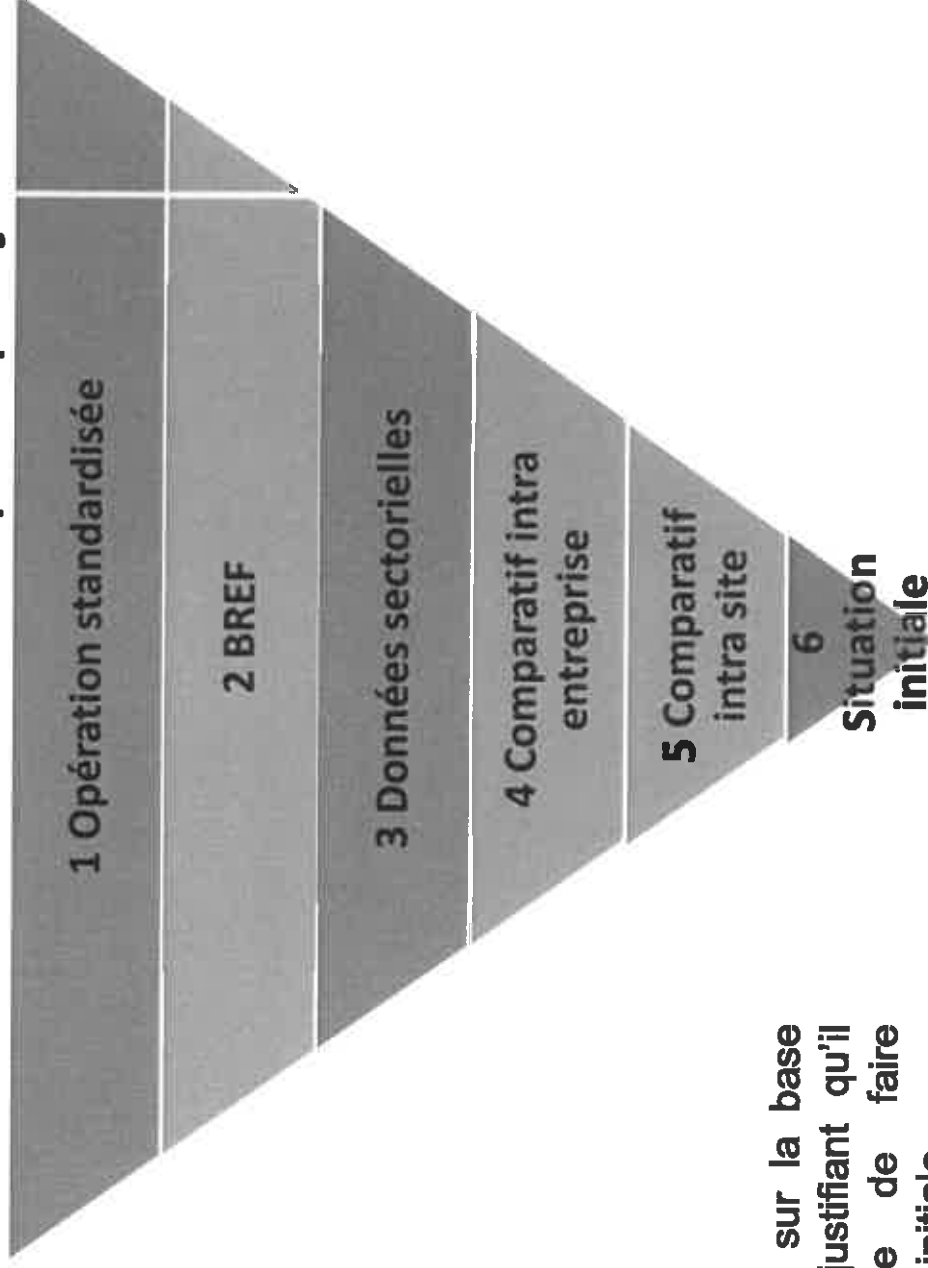 1 Opération standardisée
2 BREF
3 Données sectorielles
4 Comparatif intra
entreprise
5 Comparatif
intra site
6
Situation
initiale
sur la base
justifiant qu'il
de faire